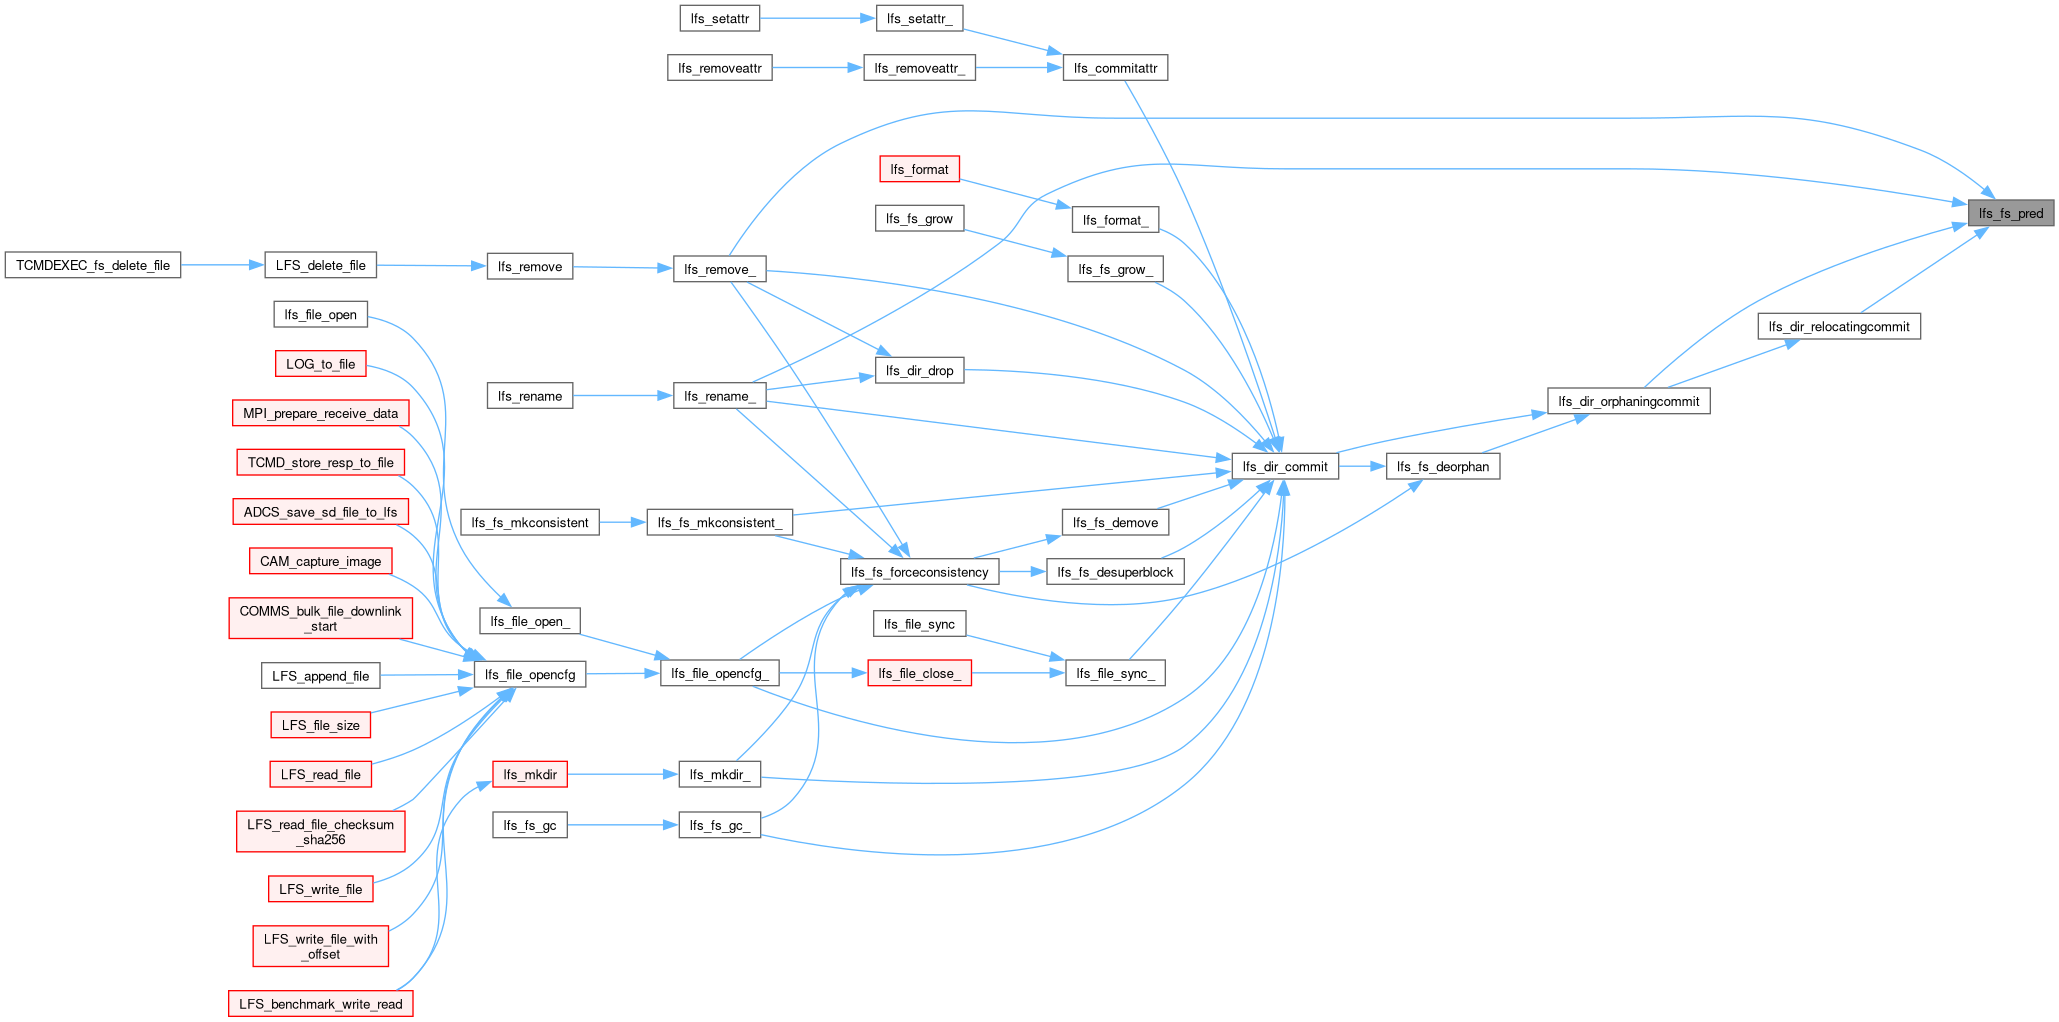 lfs_setattr
lfs_setattr_
lfs_removeattr
lfs_removeattr_
lfs_commitattr
lfs_format
lfs_fs_grow
lfs_format_
lfs_fs_pred
TCMDEXEC_fs_delete_file
LFS_delete_file
lfs_remove
lfs_remove_
lfs_fs_grow_
lfs_file_open
lfs_dir_relocatingcommit
LOG_to_file
lfs_dir_drop
lfs_rename
lfs_rename_
lfs_dir_orphaningcommit
MPI_prepare_receive_data
TCMD_store_resp_to_file
lfs_dir_commit
lfs_fs_deorphan
ADCS_save_sd_file_to_lfs
lfs_fs_mkconsistent
lfs_fs_mkconsistent_
lfs_fs_demove
CAM_capture_image
lfs_fs_forceconsistency
lfs_fs_desuperblock
COMMS_bulk_file_downlink
_start
lfs_file_open_
lfs_file_sync
LFS_append_file
lfs_file_opencfg
lfs_file_opencfg_
lfs_file_close_
lfs_file_sync_
LFS_file_size
LFS_read_file
lfs_mkdir
lfs_mkdir_
LFS_read_file_checksum
_sha256
lfs_fs_gc
lfs_fs_gc_
LFS_write_file
LFS_write_file_with
_offset
LFS_benchmark_write_read